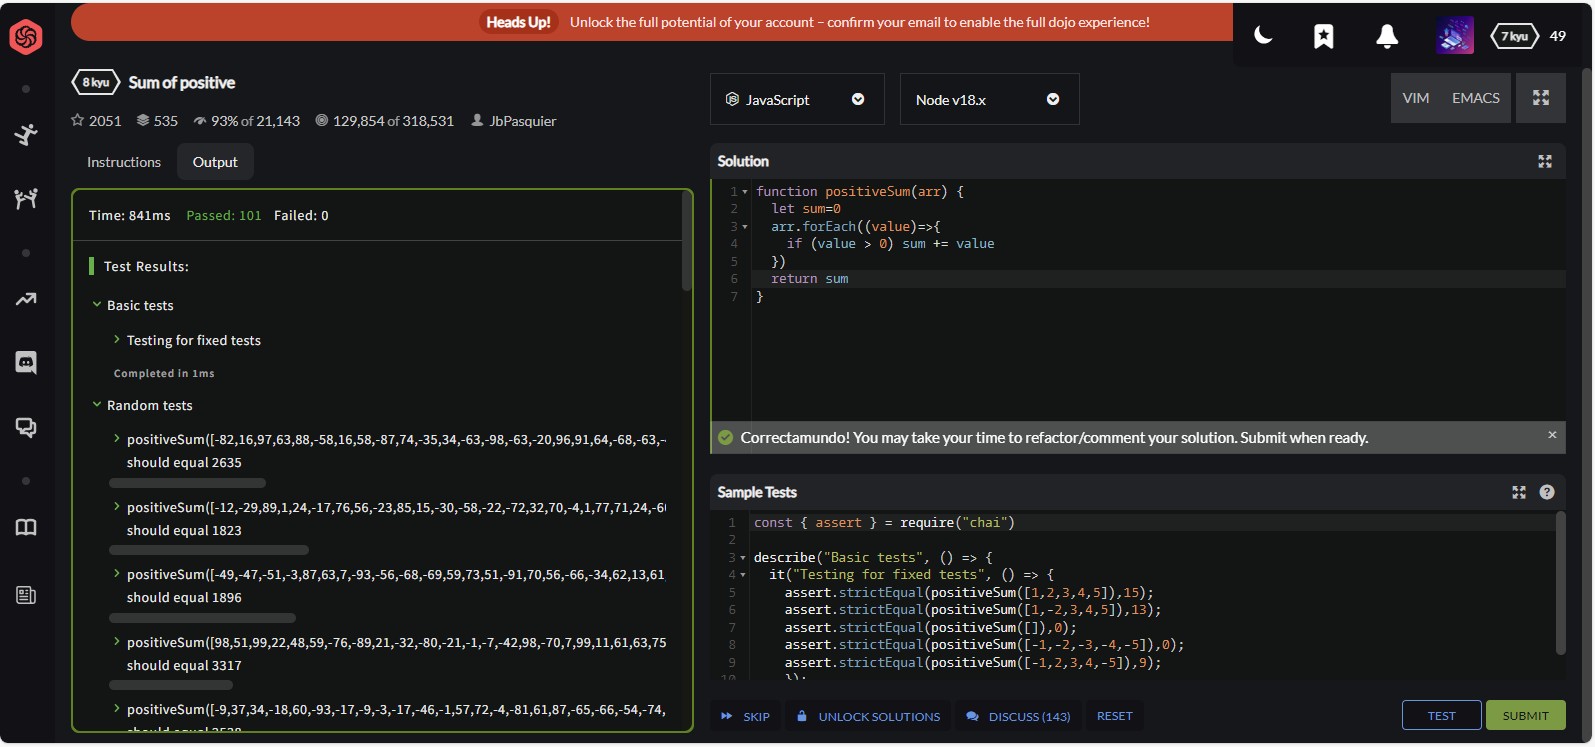 Heads Up! Unlock the full potential of your account – confirm your email to enable the full dojo experience!
7 kyu 49
8 kyu Sum of positive
2051 535 93% of 21,143 129,854 of 318,531 JbPasquier
Instructions Output
Time: 841ms Passed: 101 Failed: 0
Test Results:
Basic tests
Testing for fixed tests
Completed in 1ms
Random tests
positiveSum([-82,16,97,63,88,-58,16,58,-87,74,-35,34,-63,-98,-63,-20,96,91,64,-68,-63,-
should equal 2635
positiveSum([-12,-29,89,1,24,-17,76,56,-23,85,15,-30,-58,-22,-72,32,70,-4,1,77,71,24,-6
should equal 1823
positiveSum([-49,-47,-51,-3,87,63,7,-93,-56,-68,-69,59,73,51,-91,70,56,-66,-34,62,13,61,
should equal 1896
positiveSum([98,51,99,22,48,59,-76,-89,21,-32,-80,-21,-1,-7,-42,98,-70,7,99,11,61,63,75
should equal 3317
positiveSum([-9,37,34,-18,60,-93,-17,-9,-3,-17,-46,-1,57,72,-4,-81,61,87,-65,-66,-54,-74,
should equal
JavaScript Node v18.x VIM EMACS
Solution
1 function positiveSum(arr) {
2 let sum=0
3 arr.forEach((value)=>{
4 if (value > 0) sum += value
5 })
6 return sum
7 }
Correctamundo! You may take your time to refactor/comment your solution. Submit when ready. ×
Sample Tests ?
1 const { assert } = require("chai")
2
3 describe("Basic tests", () => {
4 it("Testing for fixed tests", () => {
5 assert.strictEqual(positiveSum([1,2,3,4,5]),15);
6 assert.strictEqual(positiveSum([1,-2,3,4,5]),13);
7 assert.strictEqual(positiveSum([]),0);
8 assert.strictEqual(positiveSum([-1,-2,-3,-4,-5]),0);
9 assert.strictEqual(positiveSum([-1,2,3,4,-5]),9);
10 });
SKIP UNLOCK SOLUTIONS DISCUSS (143) RESET TEST SUBMIT